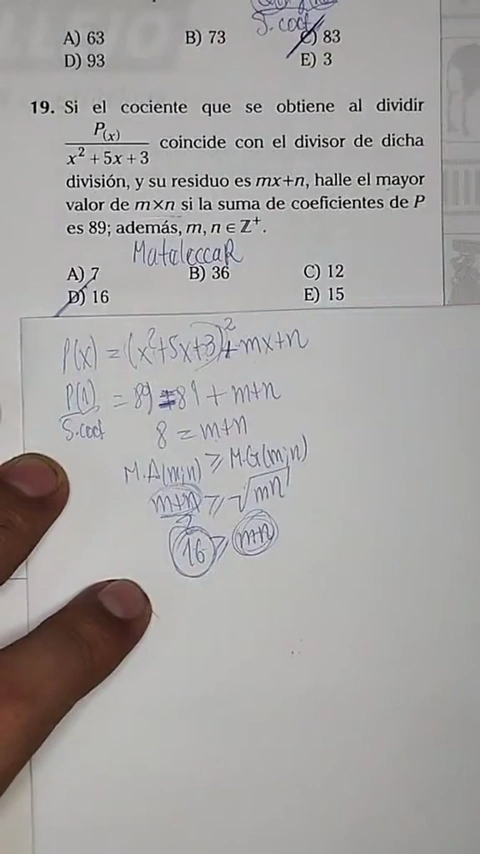 S. coef
A) 63 B) 73 C) 83
D) 93 E) 3
19. Si el cociente que se obtiene al dividir
P(x) / x² + 5x + 3 coincide con el divisor de dicha
división, y su residuo es mx+n, halle el mayor
valor de m×n si la suma de coeficientes de P
es 89; además, m, n ∈ Z⁺.
MateleccaR
A) 7 B) 36 C) 12
D) 16 E) 15
P(x) = (x²+5x+3)²+mx+n
P(1) = 89 = 81 + m+n
S. coef
8 = m+n
M.A(m;n) ≥ M.G(m;n)
m+n / 2 ≥ √mn
16 ≥ m×n